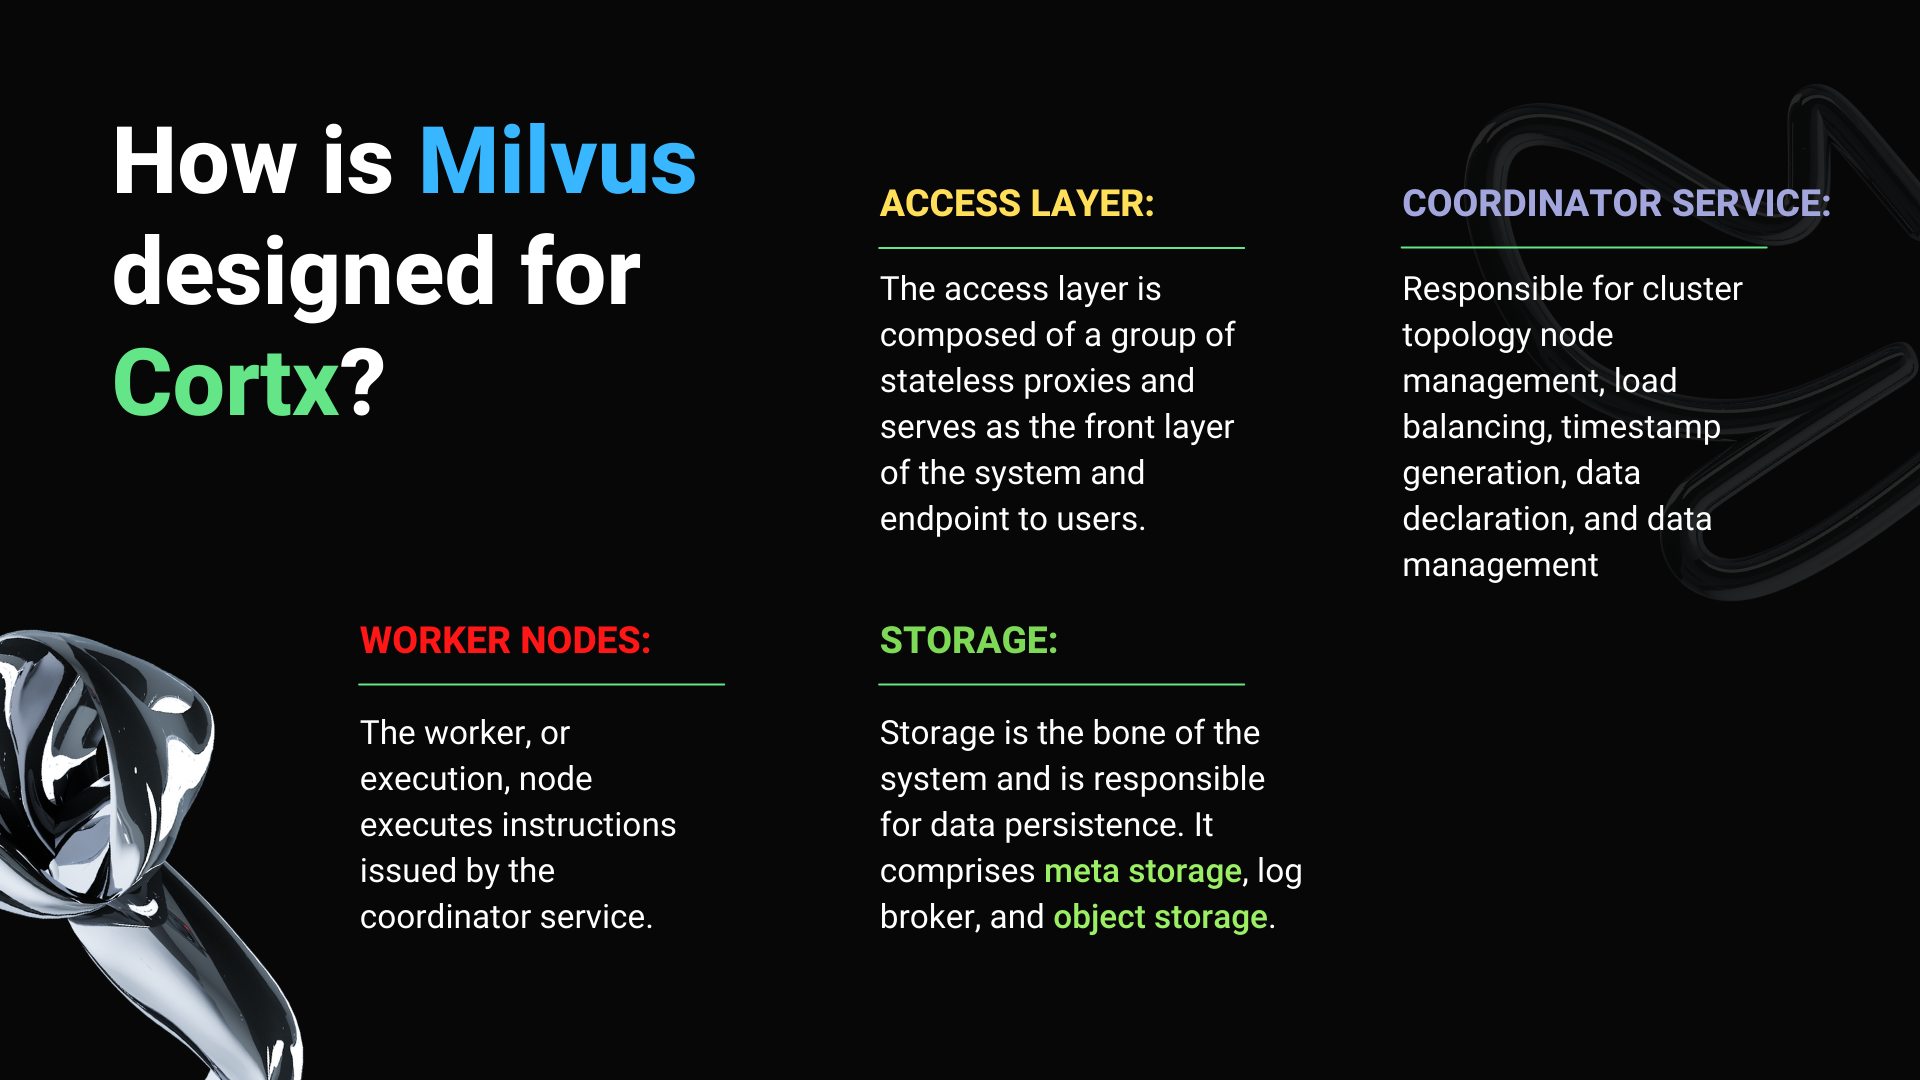 How is Milvus
designed for
Cortx?
ACCESS LAYER:
The access layer is
composed of a group of
stateless proxies and
serves as the front layer
of the system and
endpoint to users.
COORDINATOR SERVICE:
Responsible for cluster
topology node
management, load
balancing, timestamp
generation, data
declaration, and data
management
WORKER NODES:
The worker, or
execution, node
executes instructions
issued by the
coordinator service.
STORAGE:
Storage is the bone of the
system and is responsible
for data persistence. It
comprises meta storage, log
broker, and object storage.